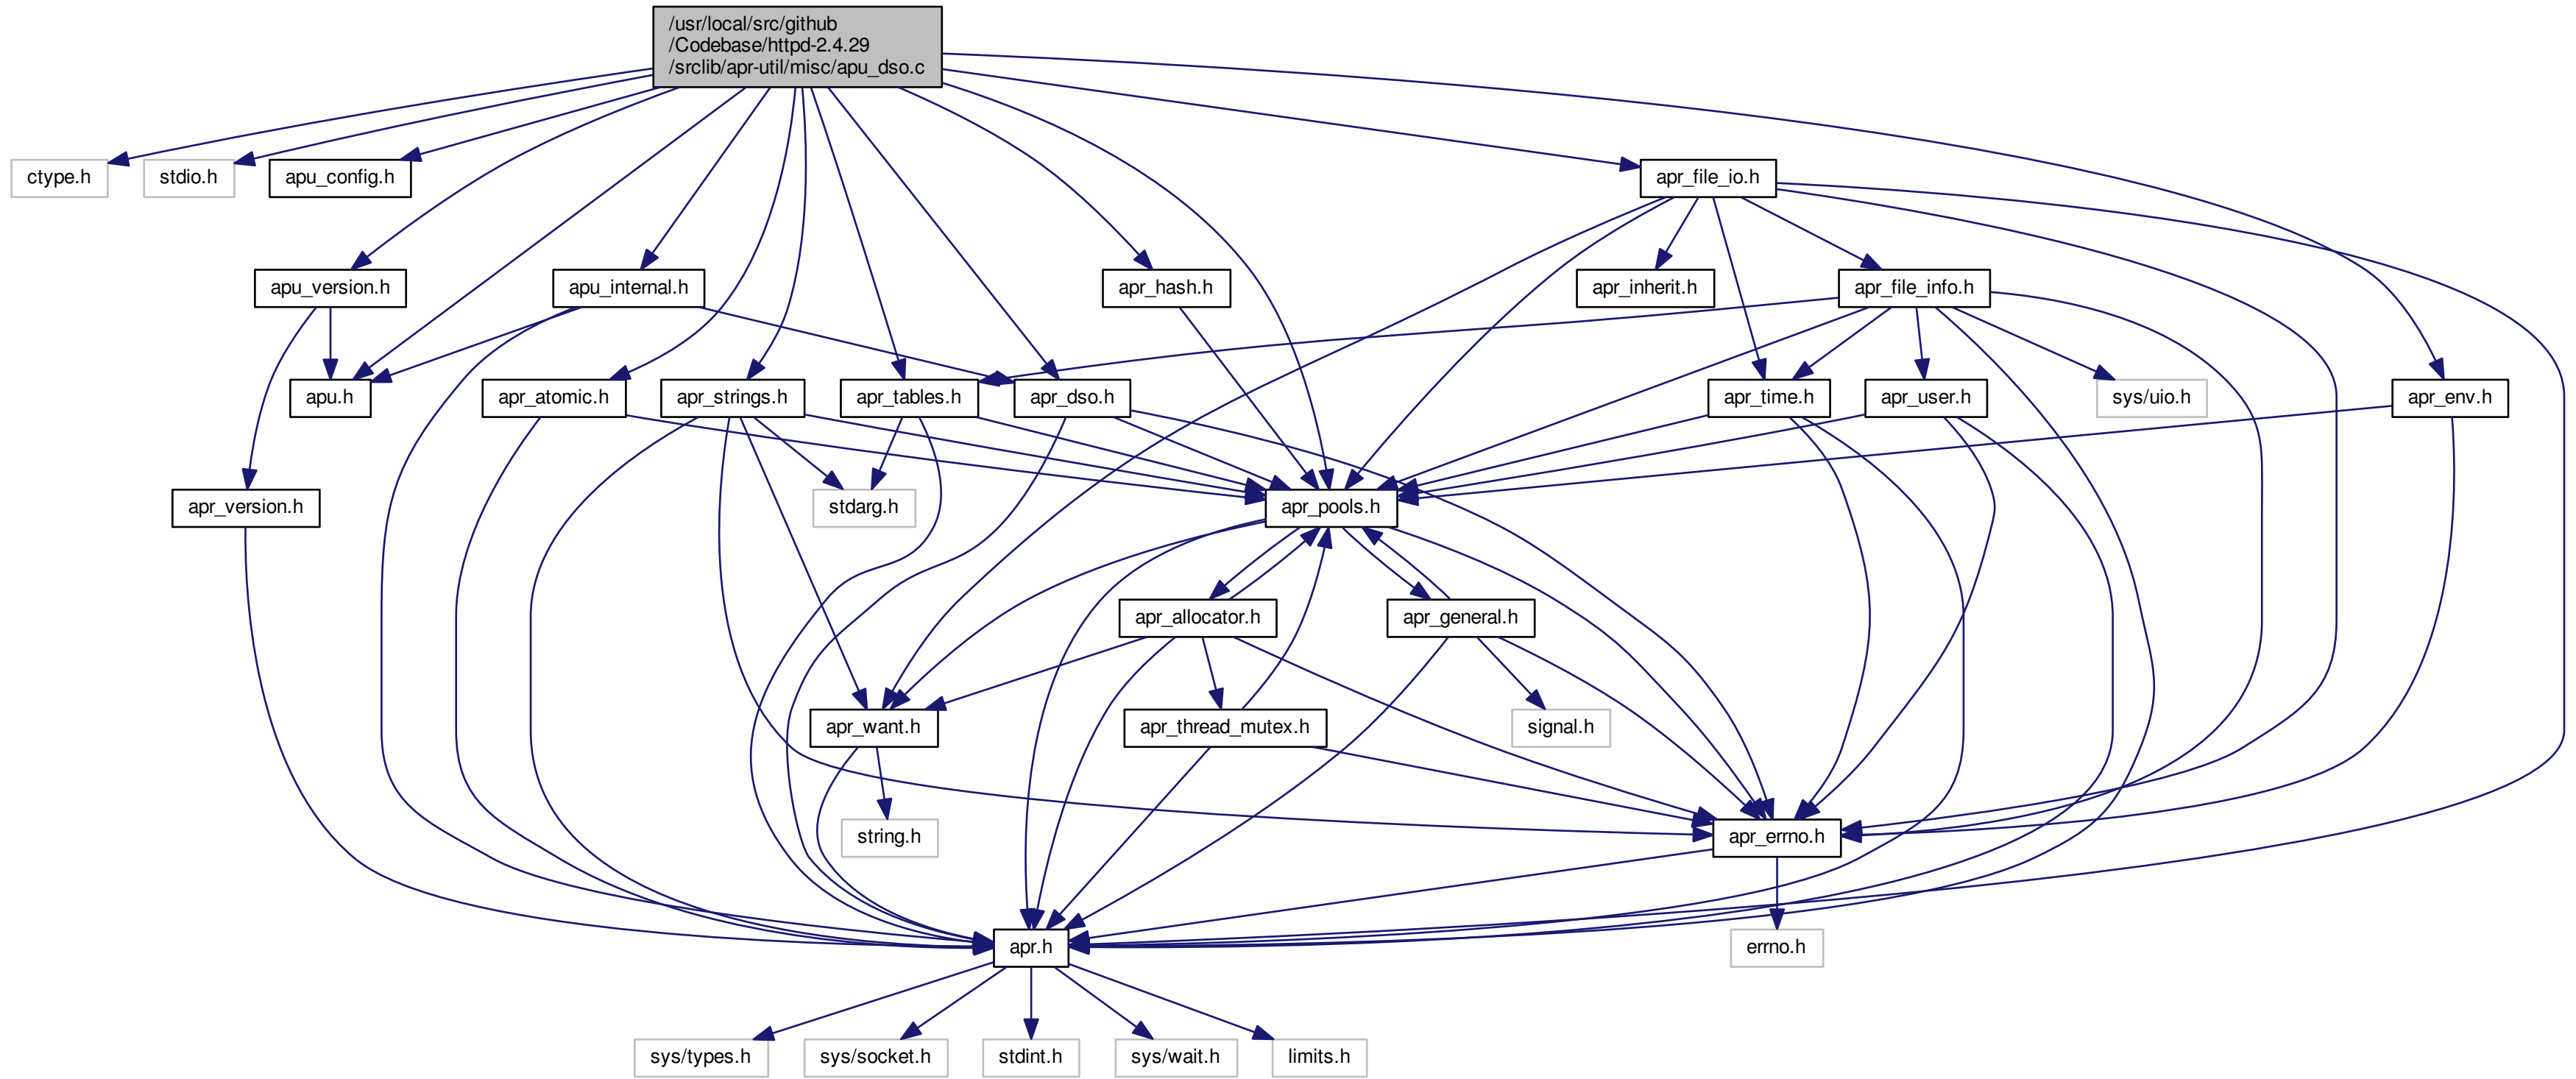 /usr/local/src/github
/Codebase/httpd-2.4.29
/srclib/apr-util/misc/apu_dso.c
ctype.h
stdio.h
apu_config.h
apr_file_io.h
apu_version.h
apu_internal.h
apr_hash.h
apr_inherit.h
apr_file_info.h
apu.h
apr_atomic.h
apr_strings.h
apr_tables.h
apr_dso.h
apr_time.h
apr_user.h
sys/uio.h
apr_env.h
apr_version.h
stdarg.h
apr_pools.h
apr_allocator.h
apr_general.h
apr_want.h
apr_thread_mutex.h
signal.h
string.h
apr_errno.h
apr.h
errno.h
sys/types.h
sys/socket.h
stdint.h
sys/wait.h
limits.h